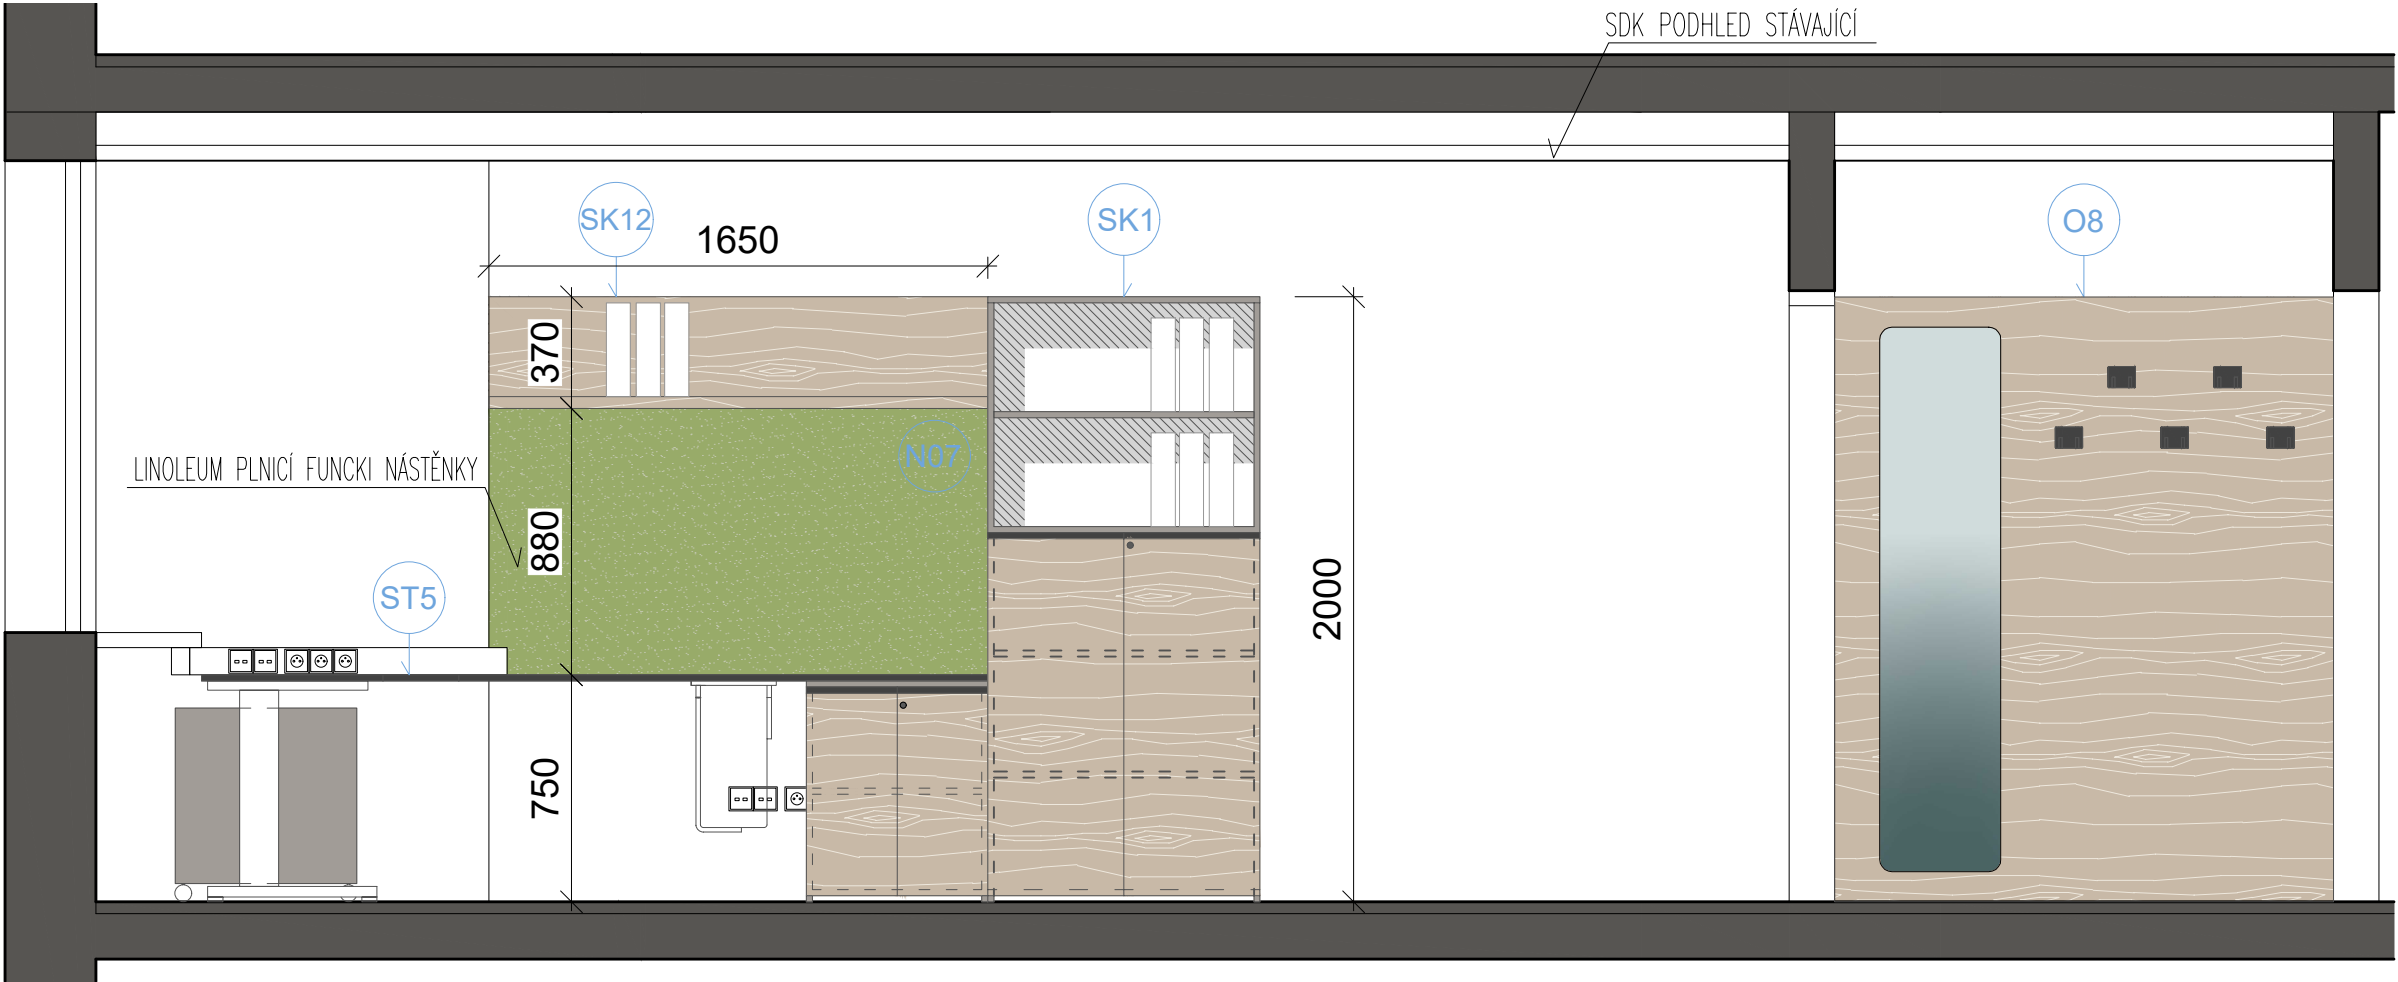 SDK PODHLED STÁVAJÍCÍ
SK12
SK1
O8
1650
370
N07
LINOLEUM PLNICÍ FUNCKI NÁSTĚNKY
880
ST5
2000
750